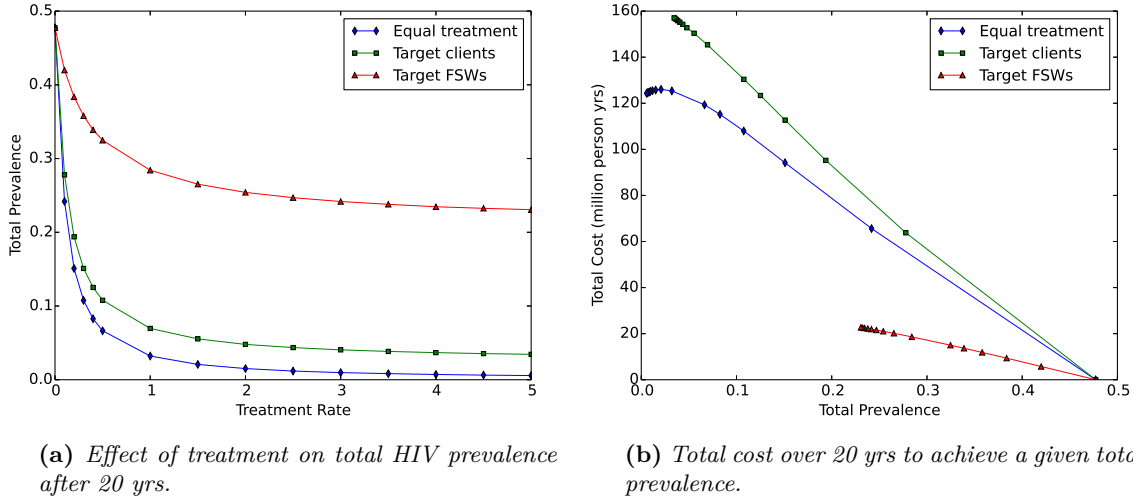 0.5
0.4
0.3
0.2
0.1
0.0
0
1
2
3
4
5
Total Prevalence
Treatment Rate
Equal treatment
Target clients
Target FSWs
160
140
120
100
80
60
40
20
0
0.0
0.1
0.2
0.3
0.4
0.5
Total Cost (million person yrs)
Total Prevalence
Equal treatment
Target clients
Target FSWs
(a) Effect of treatment on total HIV prevalence
after 20 yrs.
(b) Total cost over 20 yrs to achieve a given tota
prevalence.